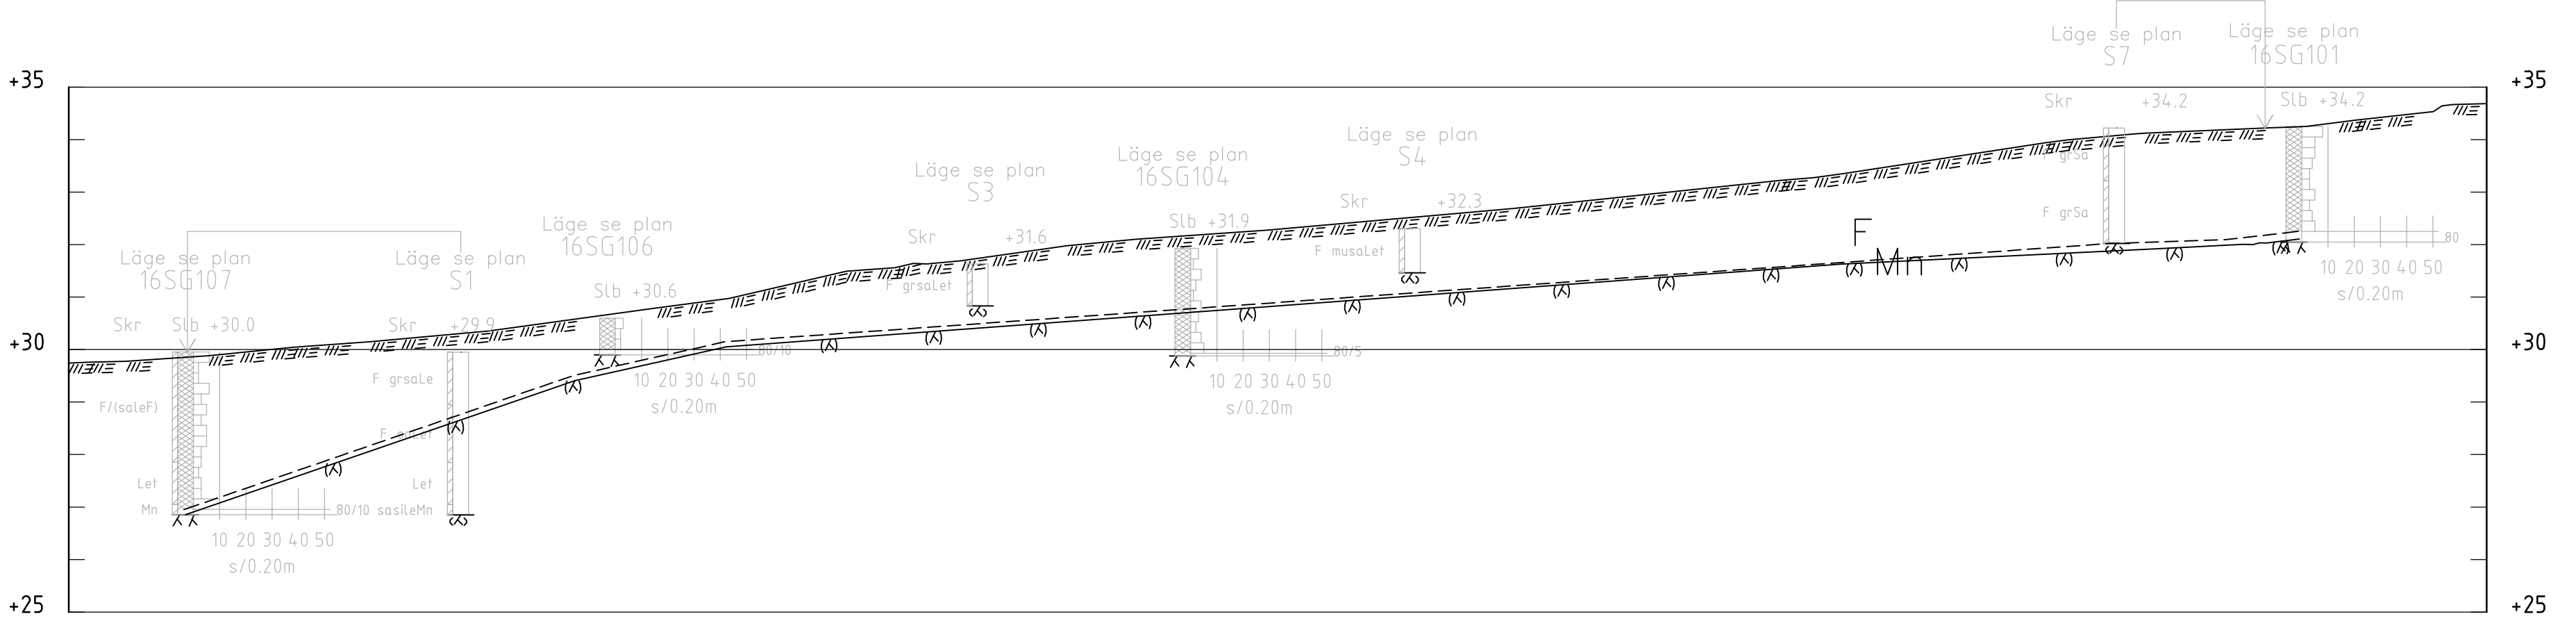 Läge se plan
S7
Läge se plan
16SG101
+35
+35
Skr +34.2
Slb +34.2
Läge se plan
S4
Läge se plan
16SG104
F grSa
Läge se plan
S3
Skr +32.3
F grSa
Slb +31.9
Läge se plan
16SG106
Skr +31.6
F
80
Läge se plan
16SG107
Läge se plan
S1
F musaLet
Mn
10 20 30 40 50
s/0.20m
Slb +30.6
F grsaLet
Skr Slb +30.0
Skr +29.9
+30
+30
80/10
80/5
F grsaLe
10 20 30 40 50
s/0.20m
10 20 30 40 50
s/0.20m
F/(saleF)
Let
Let
Mn
80/10 sasileMn
10 20 30 40 50
s/0.20m
+25
+25